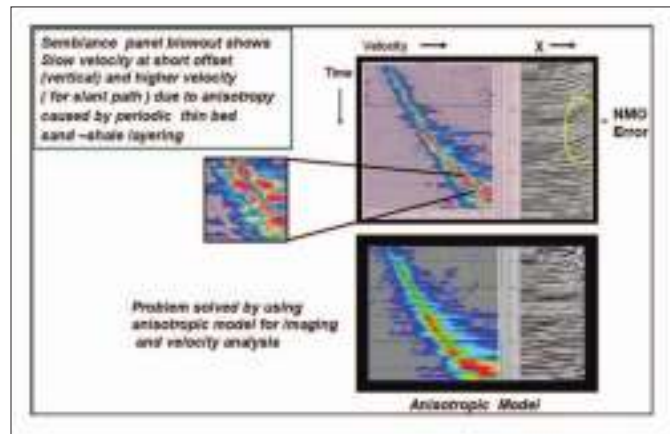 Semblance panel blowout shows
Slow velocity at short offset
(vertical) and higher velocity
( for slant path ) due to anisotropy
caused by periodic thin bed
sand –shale layering
Velocity
X
Time
NMO
Error
Problem solved by using
anisotropic model for imaging
and velocity analysis
Anisotropic Model